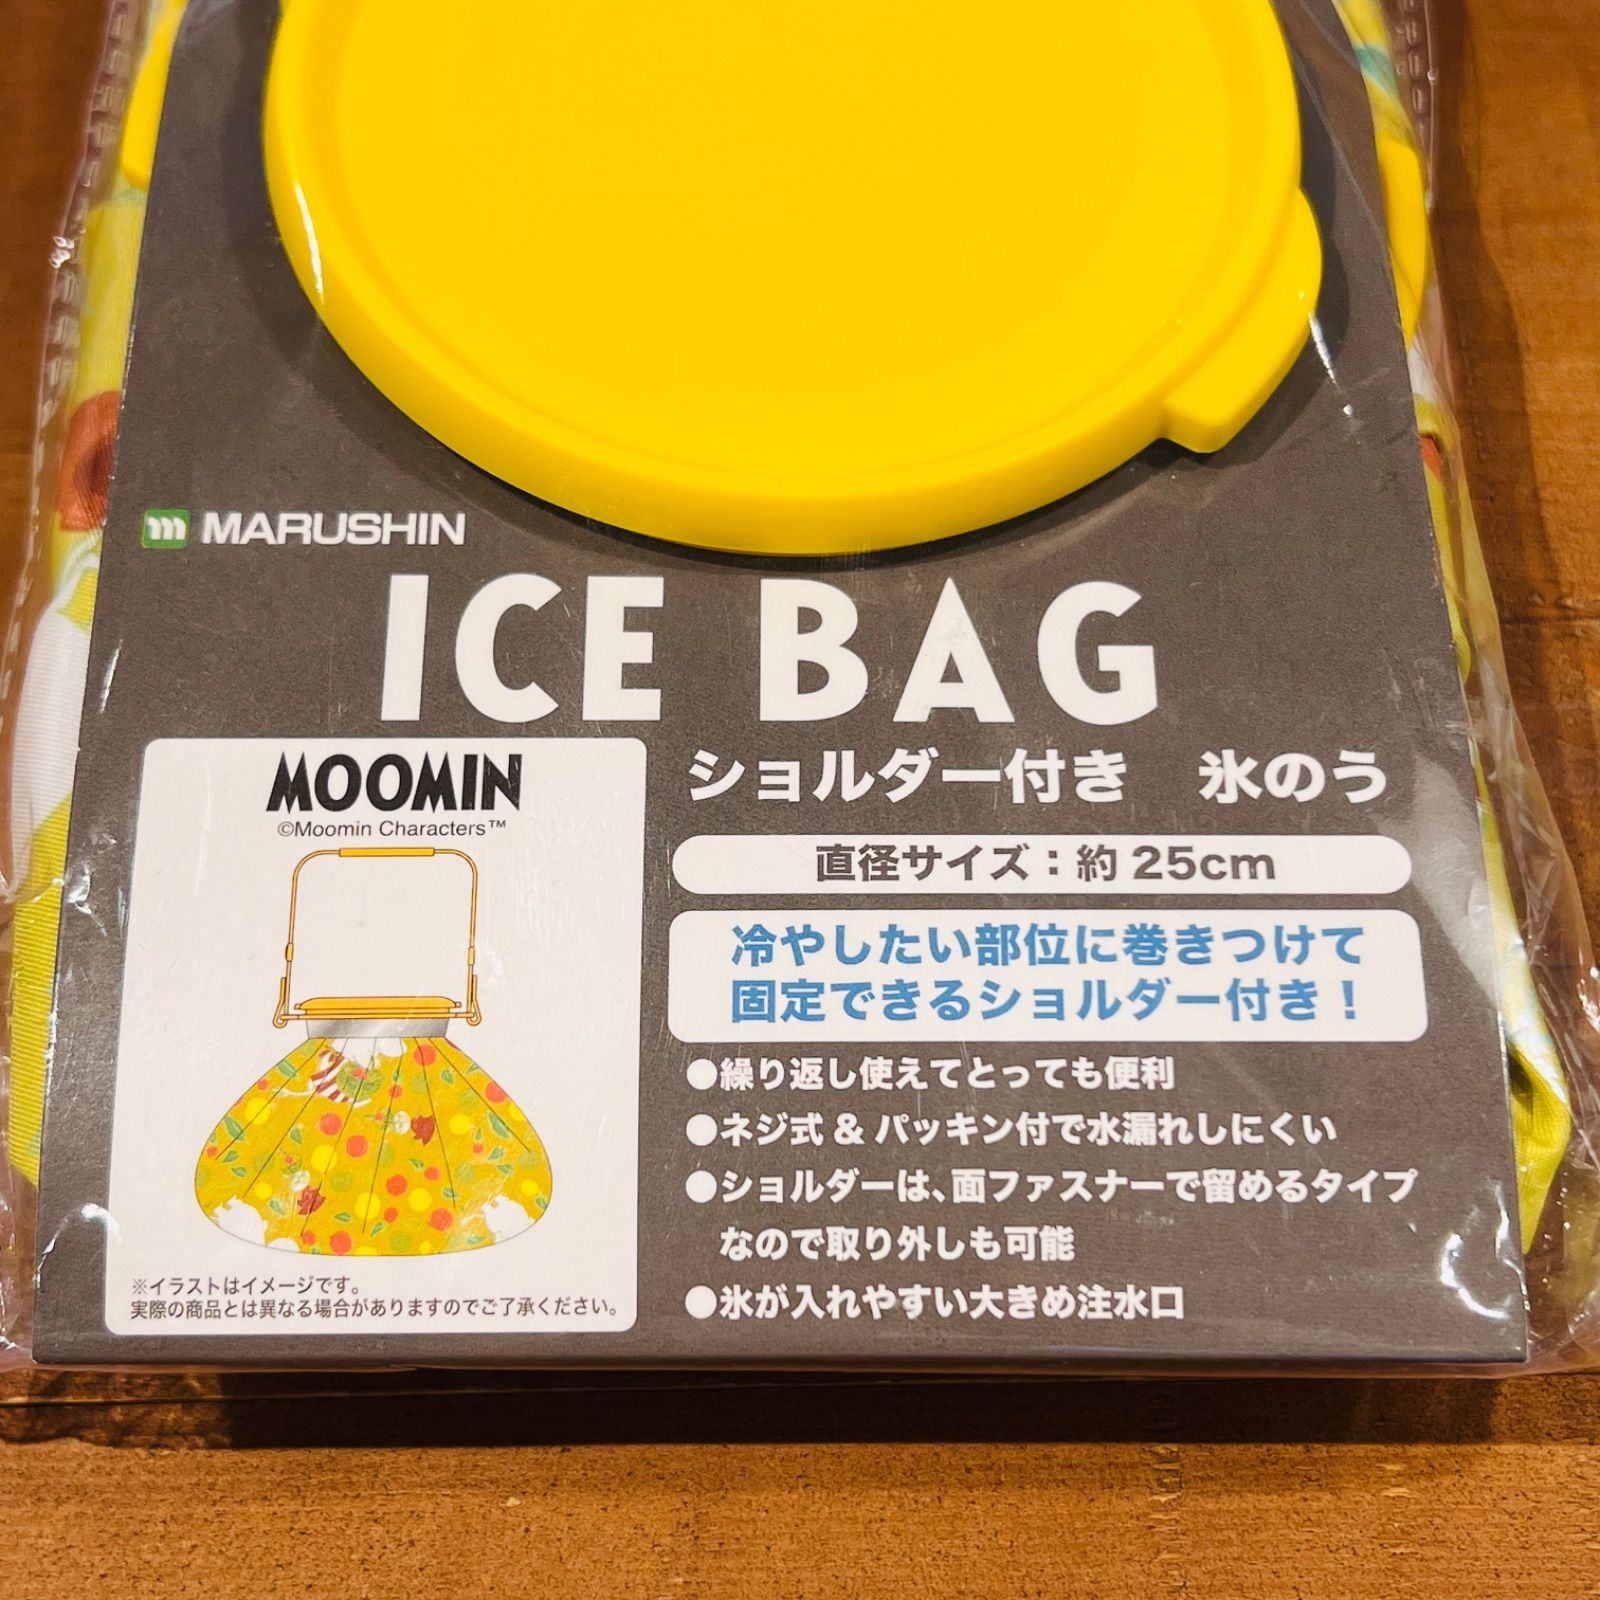 m MARUSHIN
ICE BAG
MOOMIN
©Moomin Characters™
※イラストはイメージです。
実際の商品とは異なる場合がありますのでご了承ください。
ショルダー付き 氷のう
直径サイズ：約25cm
冷やしたい部位に巻きつけて
固定できるショルダー付き！
●繰り返し使えてとっても便利
●ネジ式＆パッキン付で水漏れしにくい
●ショルダーは、面ファスナーで留めるタイプ
なので取り外しも可能
●氷が入れやすい大きめ注水口